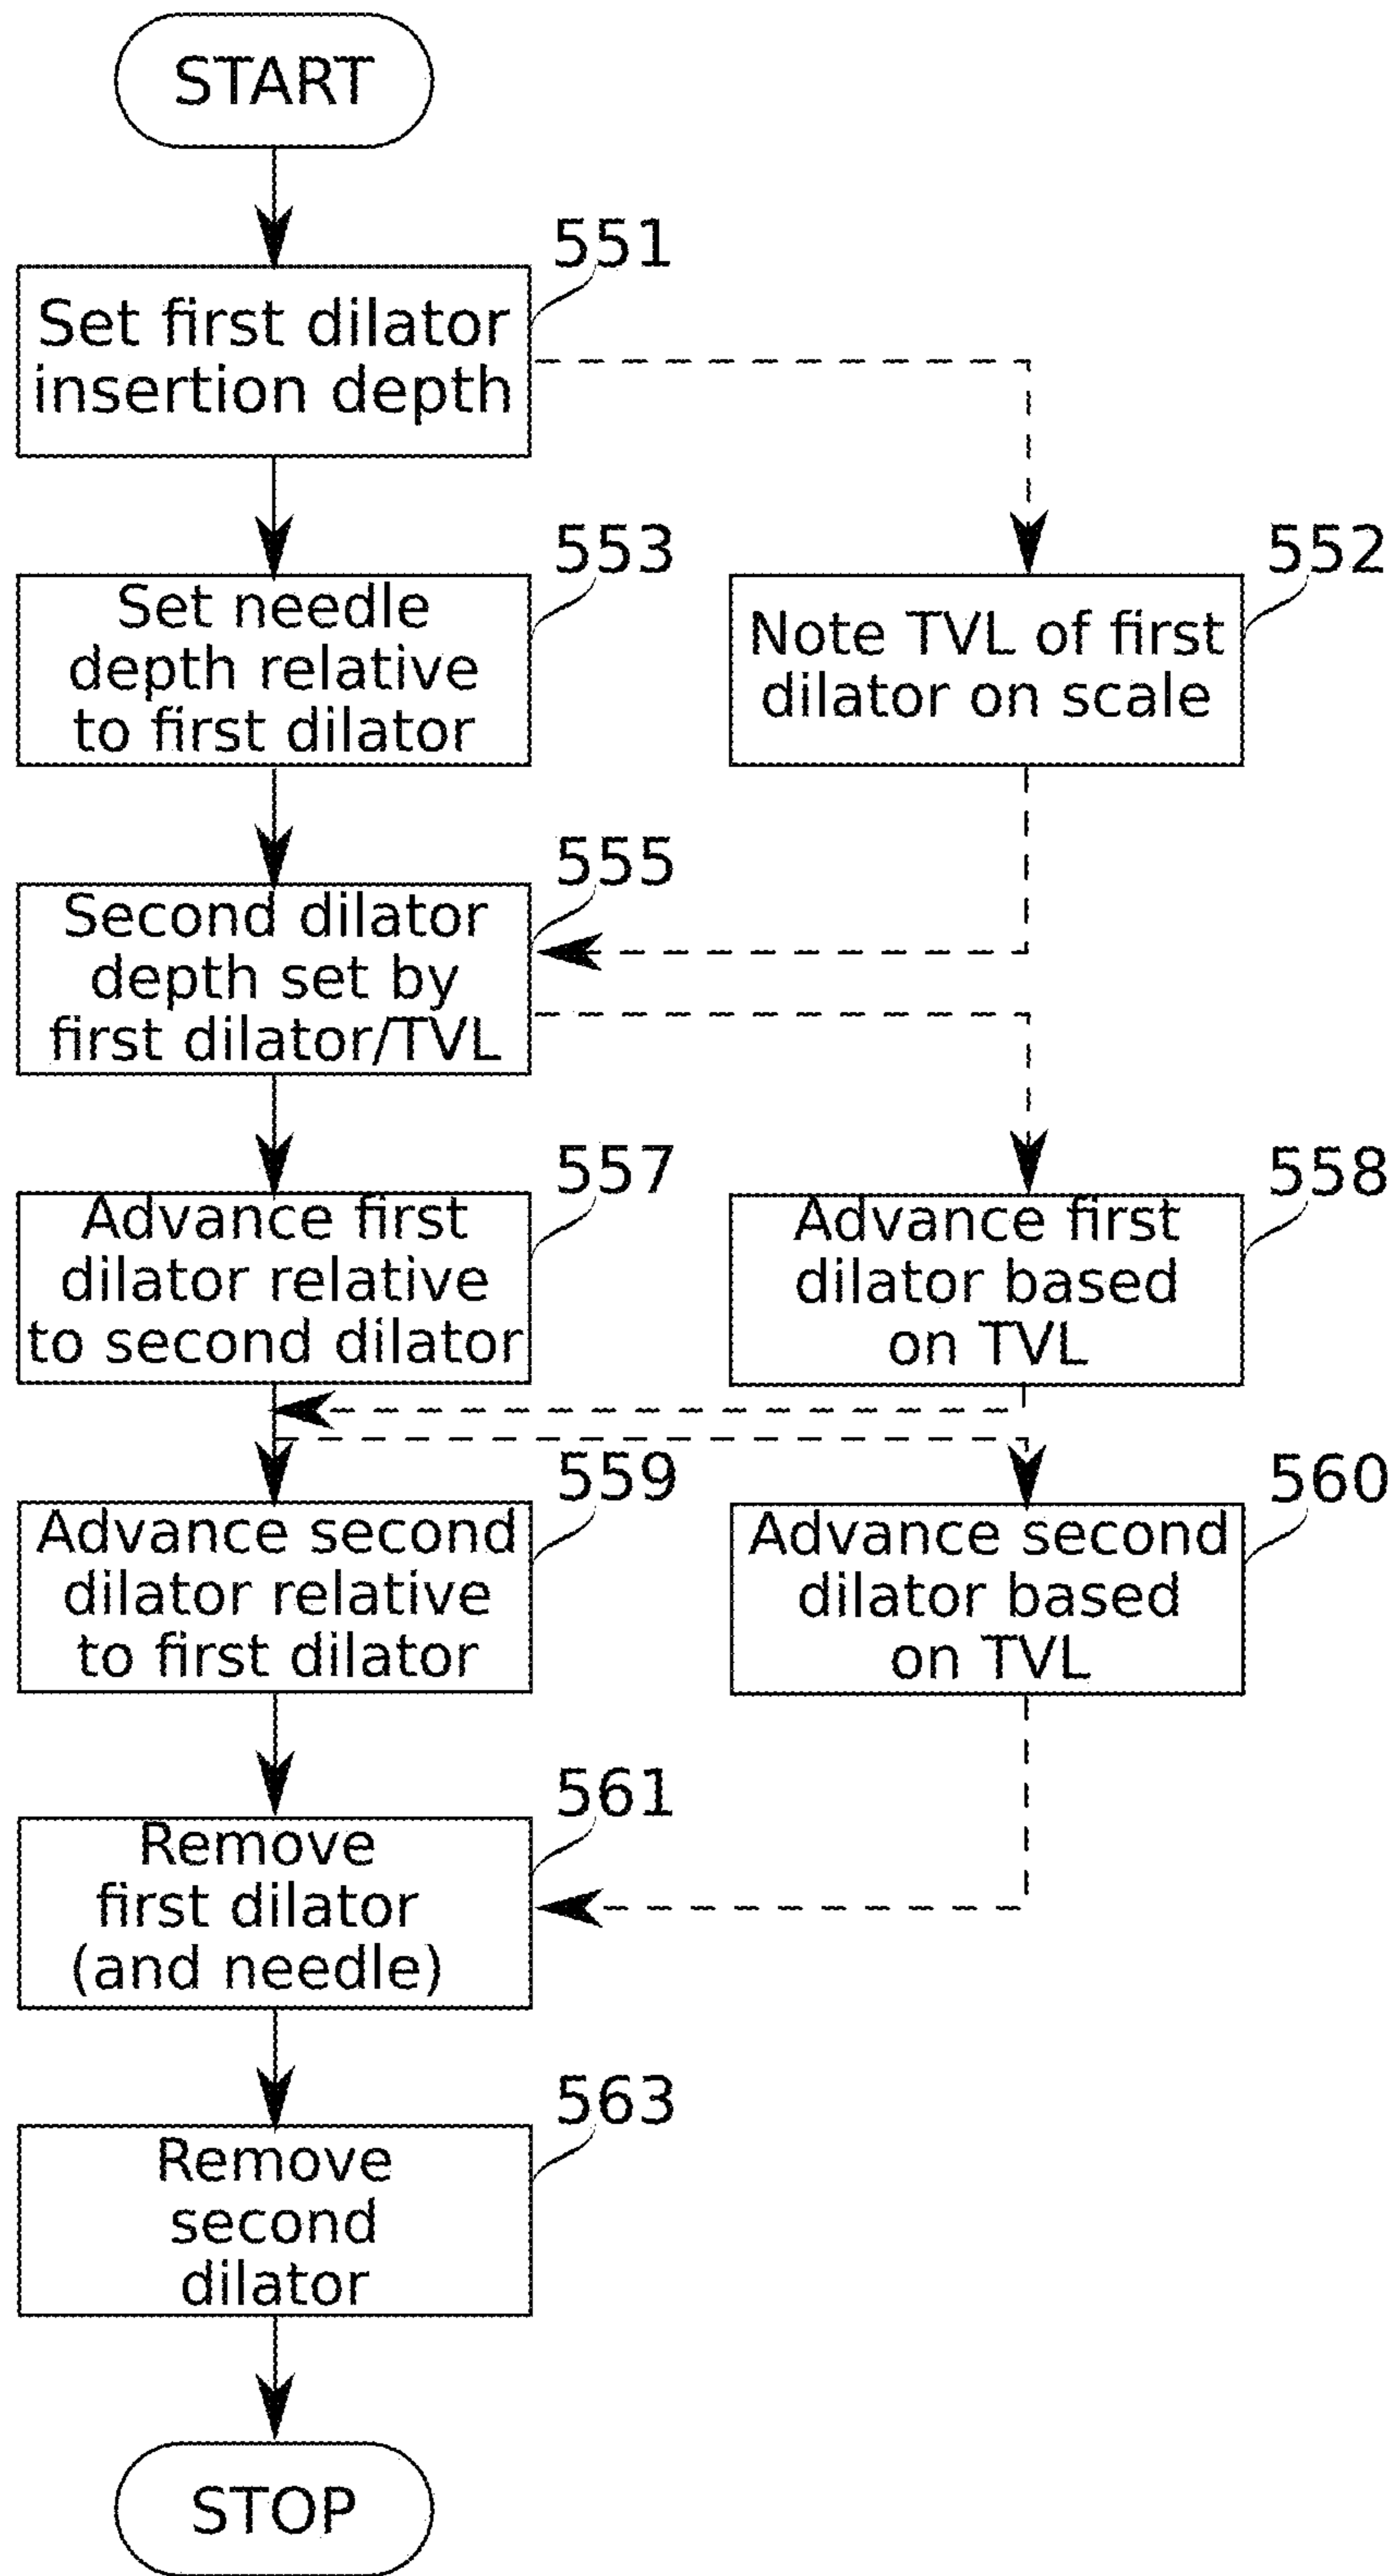 START
551
Set first dilator
insertion depth
553
Set needle
depth relative
to first dilator
552
Note TVL of first
dilator on scale
555
Second dilator
depth set by
first dilator/TVL
557
Advance first
dilator relative
to second dilator
558
Advance first
dilator based
on TVL
559
Advance second
dilator relative
to first dilator
560
Advance second
dilator based
on TVL
561
Remove
first dilator
(and needle)
563
Remove
second
dilator
STOP